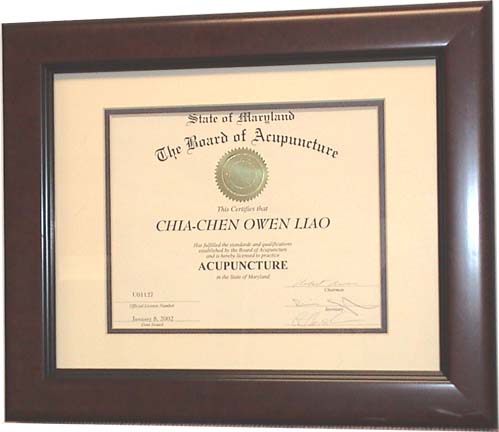 State of Maryland
The Board of Acupuncture
This Certifies that
CHIA-CHEN OWEN LIAO
Has fulfilled the standards and qualifications
established by the Board of Acupuncture
and is hereby licensed to practice
ACUPUNCTURE
in the State of Maryland
Chairman
U01127
Official License Number
Secretary
January 8, 2002
Date Issued